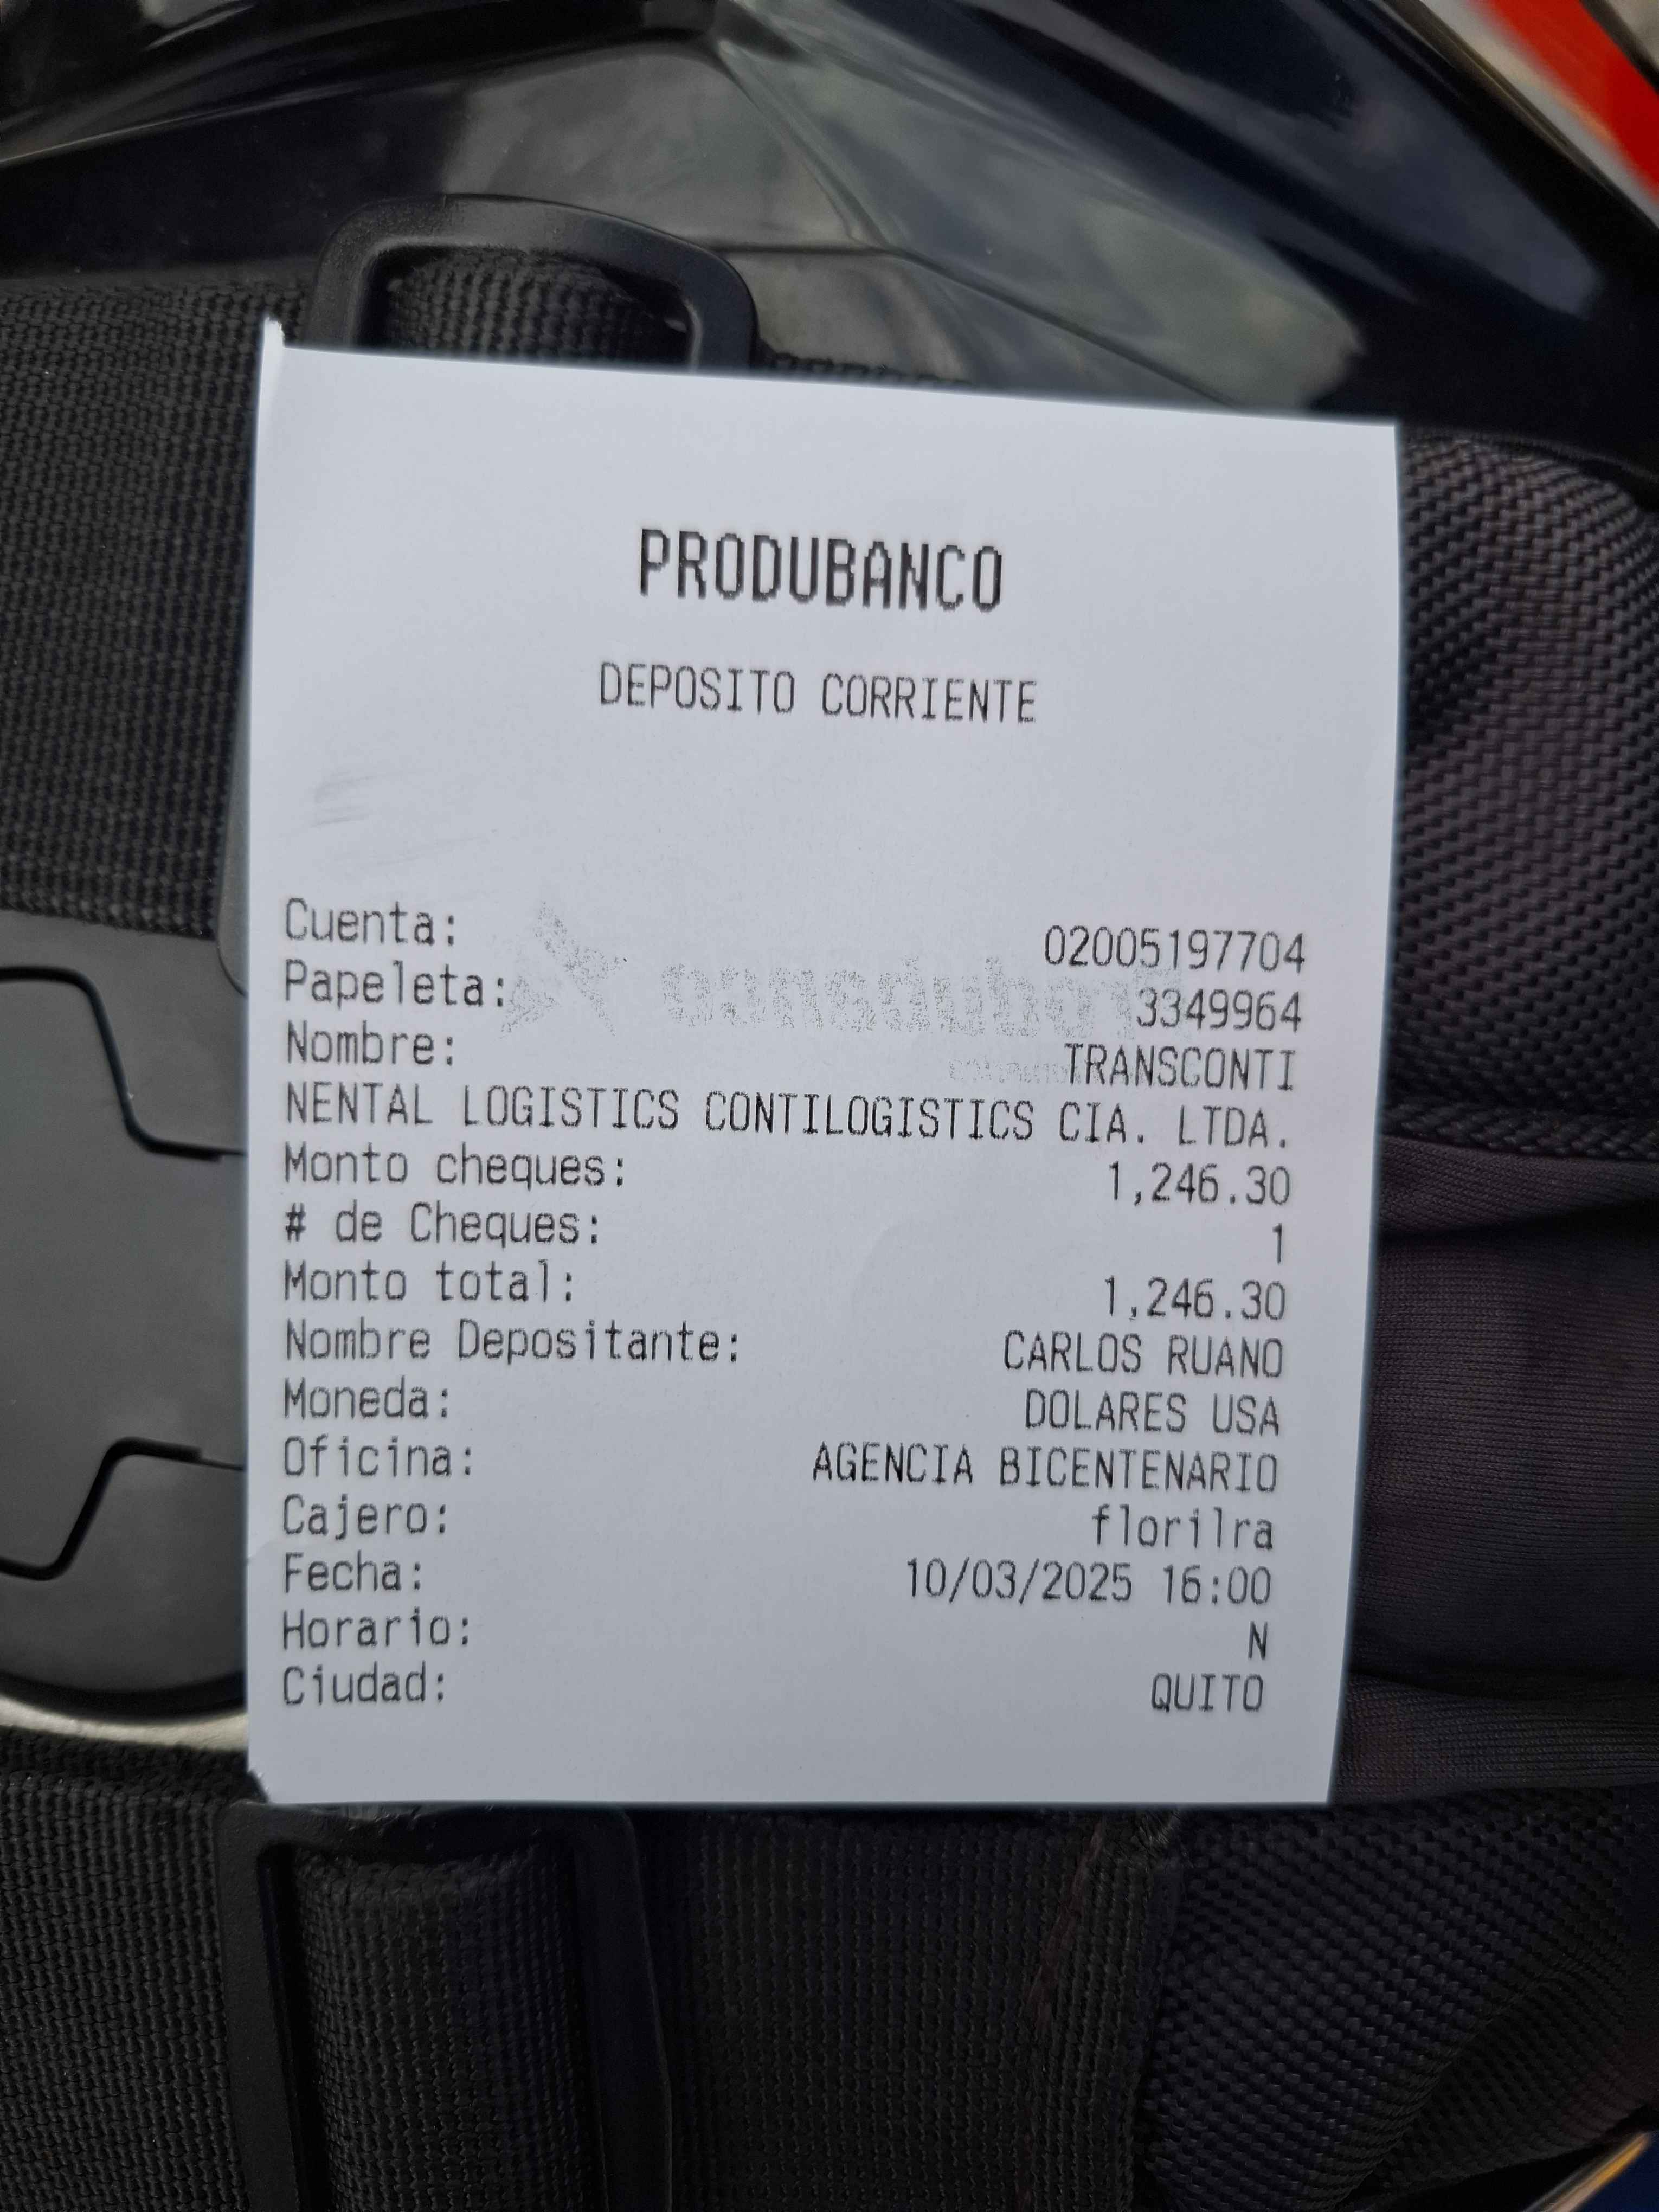 PRODUBANCO
DEPOSITO CORRIENTE
Cuenta: 02005197704
Papeleta: 3349964
Nombre: TRANSCONTI
NENTAL LOGISTICS CONTILOGISTICS CIA. LTDA.
Monto cheques: 1,246.30
# de Cheques: 1
Monto total: 1,246.30
Nombre Depositante: CARLOS RUANO
Moneda: DOLARES USA
Oficina: AGENCIA BICENTENARIO
Cajero: florilra
Fecha: 10/03/2025 16:00
Horario: N
Ciudad: QUITO